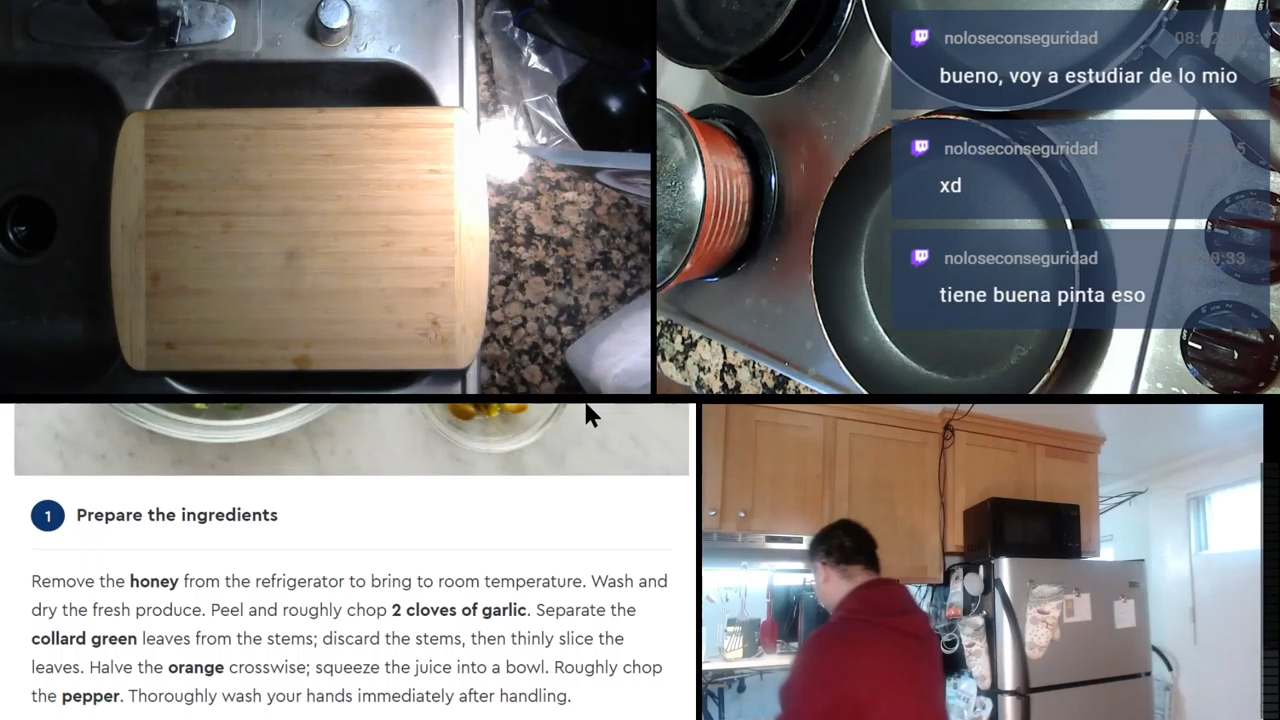 noloseconseguridad
bueno, voy a estudiar de lo mio
noloseconseguridad
xd
noloseconseguridad
tiene buena pinta eso
1 Prepare the ingredients
Remove the honey from the refrigerator to bring to room temperature. Wash and
dry the fresh produce. Peel and roughly chop 2 cloves of garlic. Separate the
collard green leaves from the stems; discard the stems, then thinly slice the
leaves. Halve the orange crosswise; squeeze the juice into a bowl. Roughly chop
the pepper. Thoroughly wash your hands immediately after handling.